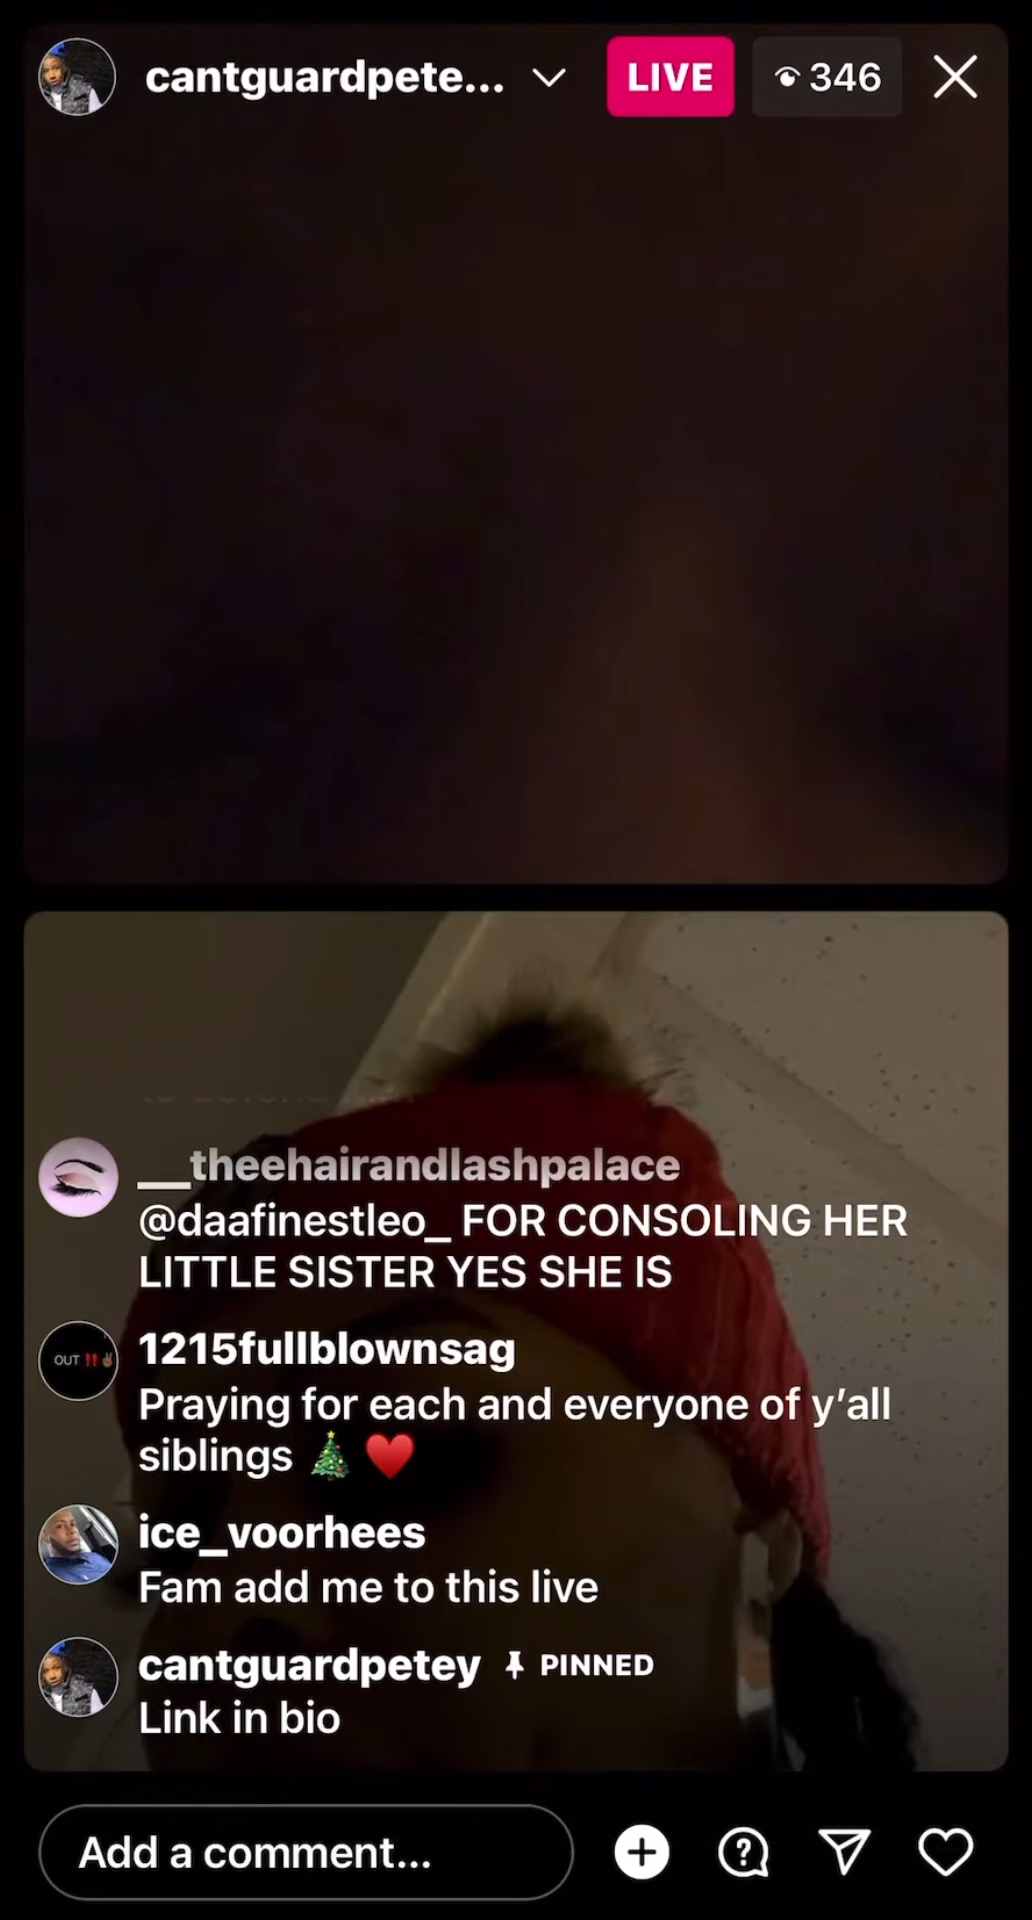 cantguardpete...
LIVE
346
__theehairandlashpalace
@daafinestleo_ FOR CONSOLING HER
LITTLE SISTER YES SHE IS
OUT ‼️✌🏾
1215fullblownsag
Praying for each and everyone of y’all
siblings 🎄 ♥️
ice_voorhees
Fam add me to this live
cantguardpetey PINNED
Link in bio
Add a comment...